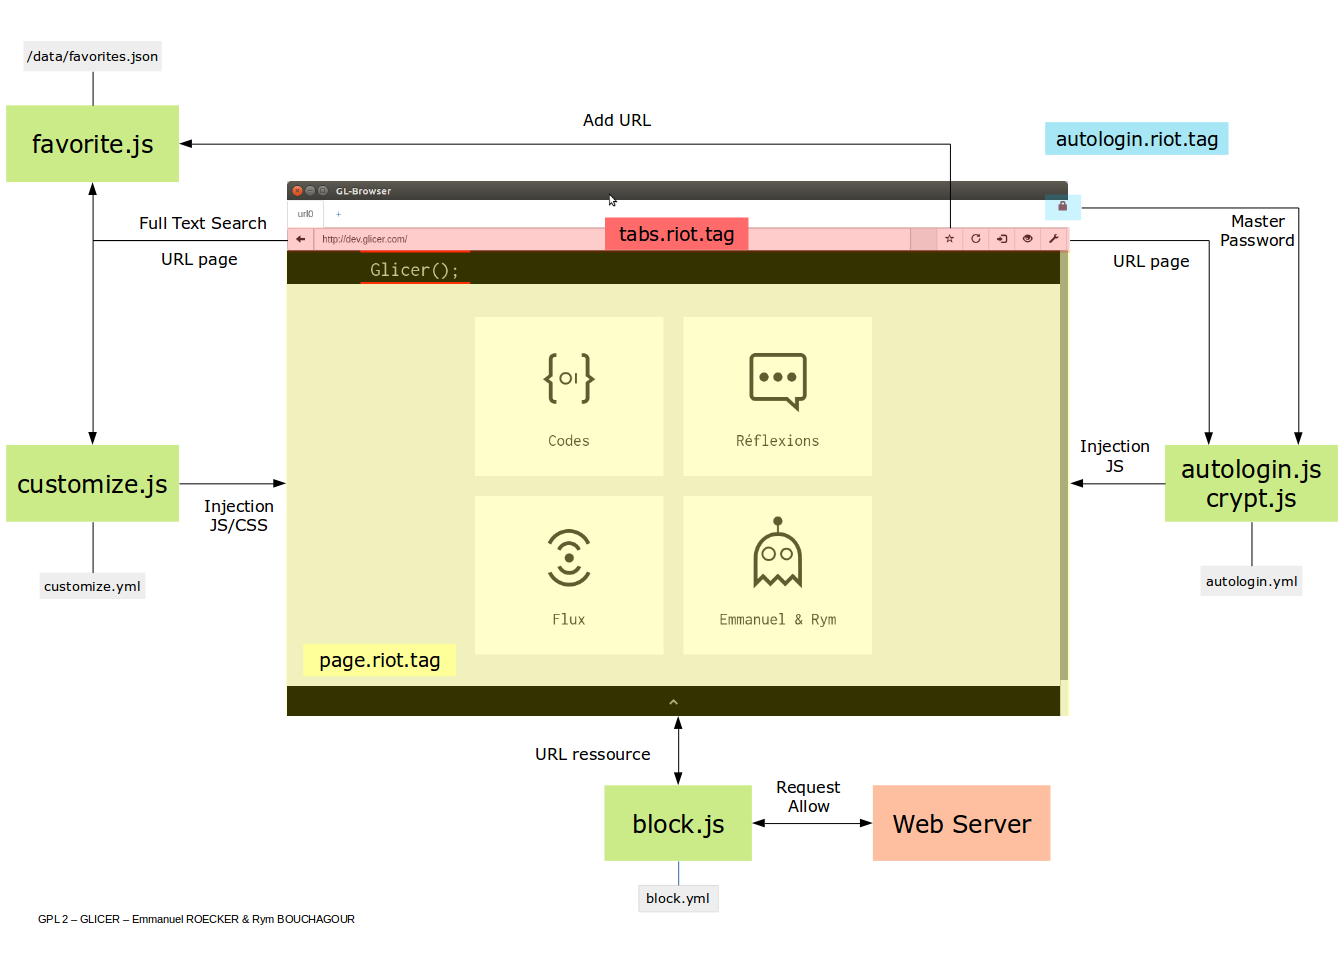 /data/favorites.json
favorite.js
Add URL
autologin.riot.tag
GL-Browser
url0
+
Full Text Search
URL page
http://dev.glicer.com/
tabs.riot.tag
Master
Password
URL page
Glicer();
Codes
Réflexions
customize.js
Injection
JS/CSS
customize.yml
Injection
JS
autologin.js
crypt.js
autologin.yml
Flux
Emmanuel & Rym
page.riot.tag
URL ressource
block.js
Request
Allow
Web Server
block.yml
GPL 2 – GLICER – Emmanuel ROECKER & Rym BOUCHAGOUR